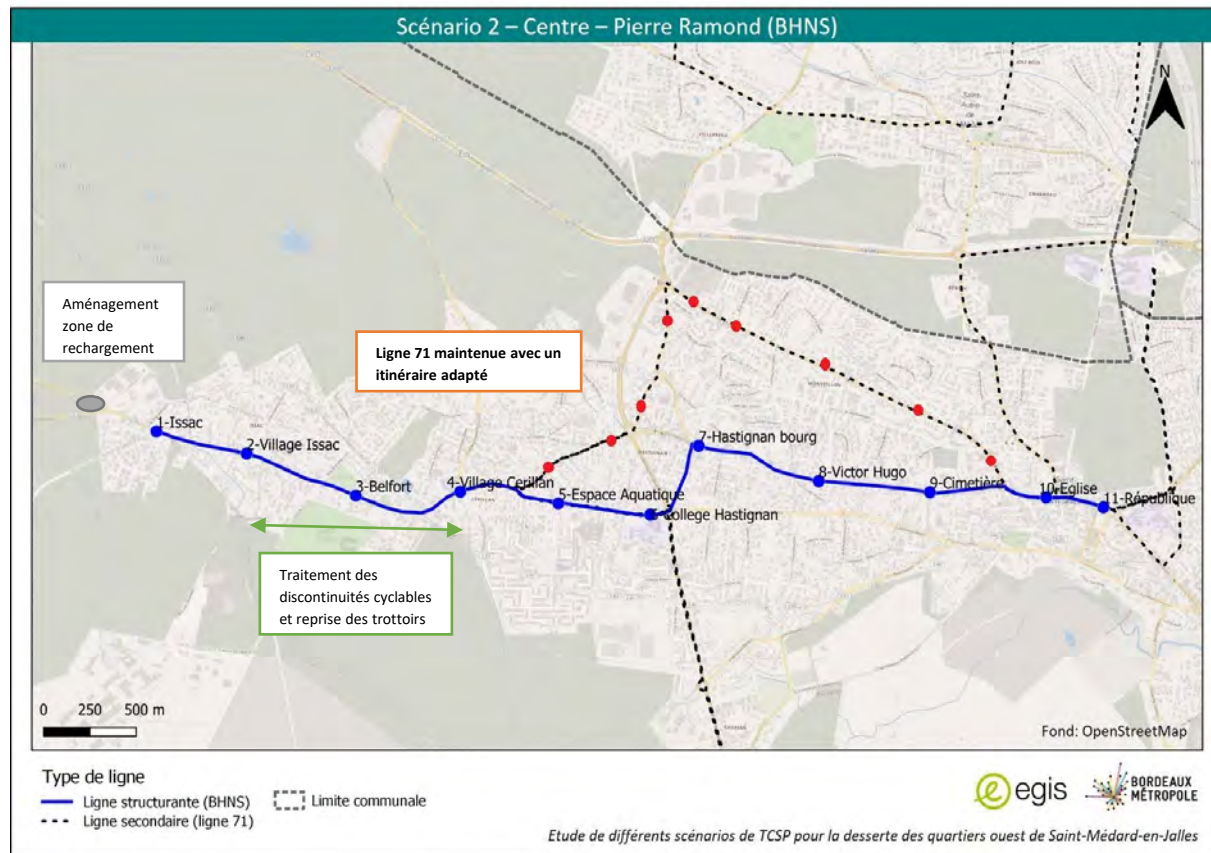 Scénario 2 – Centre – Pierre Ramond (BHNS)
N
Aménagement
zone de
rechargement
Ligne 71 maintenue avec un
itinéraire adapté
1-Issac
2-Village Issac
3-Belfort
4-Village Cerillan
5-Espace Aquatique
6-College Hastignan
7-Hastignan bourg
8-Victor Hugo
9-Cimetière
10-Eglise
11-République
Traitement des
discontinuités cyclables
et reprise des trottoirs
0 250 500 m
Fond: OpenStreetMap
Type de ligne
Ligne structurante (BHNS)
Limite communale
Ligne secondaire (ligne 71)
egis
BORDEAUX
MÉTROPOLE
Etude de différents scénarios de TCSP pour la desserte des quartiers ouest de Saint-Médard-en-Jalles